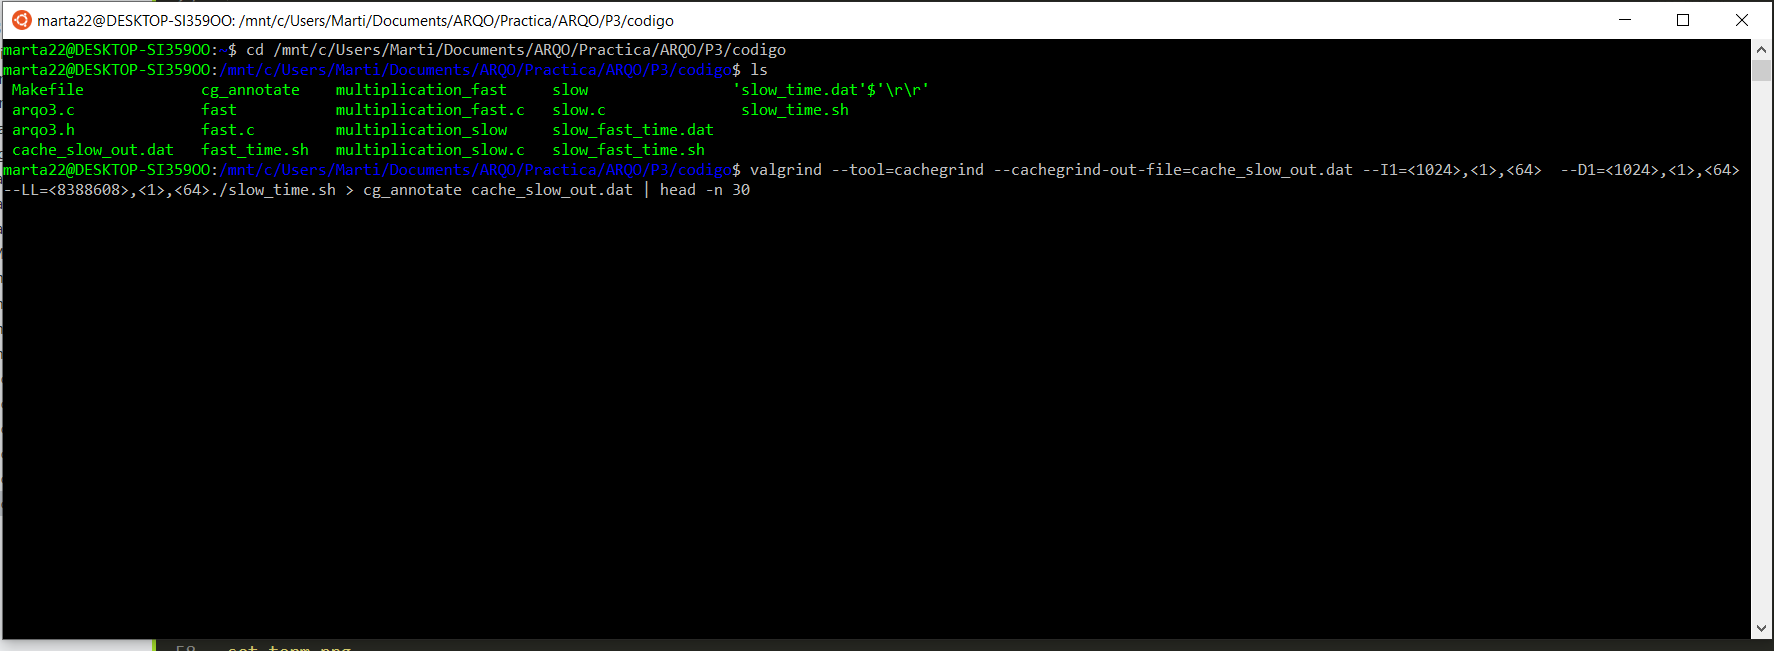 marta22@DESKTOP-SI359OO: /mnt/c/Users/Marti/Documents/ARQO/Practica/ARQO/P3/codigo
marta22@DESKTOP-SI359OO:~$ cd /mnt/c/Users/Marti/Documents/ARQO/Practica/ARQO/P3/codigo
marta22@DESKTOP-SI359OO:/mnt/c/Users/Marti/Documents/ARQO/Practica/ARQO/P3/codigo$ ls
Makefile cg_annotate multiplication_fast slow 'slow_time.dat'$'\r\r'
arqo3.c fast multiplication_fast.c slow.c slow_time.sh
arqo3.h fast.c multiplication_slow slow_fast_time.dat
cache_slow_out.dat fast_time.sh multiplication_slow.c slow_fast_time.sh
marta22@DESKTOP-SI359OO:/mnt/c/Users/Marti/Documents/ARQO/Practica/ARQO/P3/codigo$ valgrind --tool=cachegrind --cachegrind-out-file=cache_slow_out.dat --I1=<1024>,<1>,<64>  --D1=<1024>,<1>,<64>
--LL=<8388608>,<1>,<64>./slow_time.sh > cg_annotate cache_slow_out.dat | head -n 30